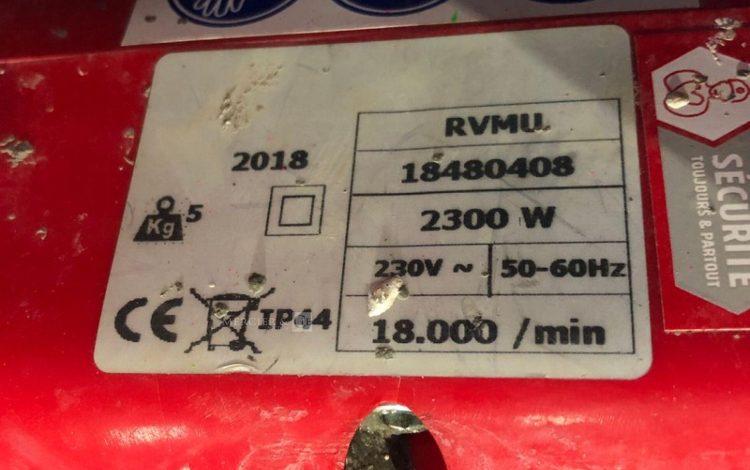 2018
Kg 5
CE
IP44
RVMU
18480408
2300 W
230V ~ 50-60Hz
18.000 /min
SÉCURITÉ
TOUJOURS & PARTOUT